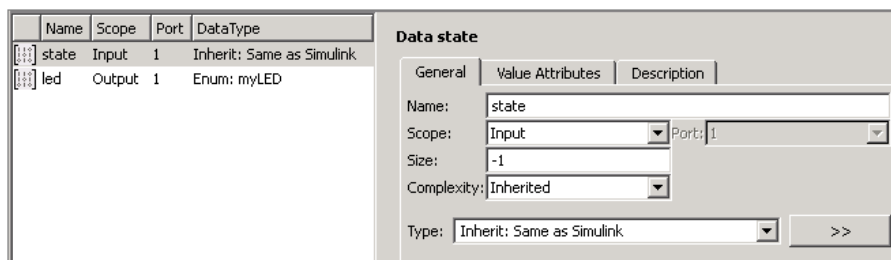 Name Scope Port DataType
state Input 1 Inherit: Same as Simulink
led Output 1 Enum: myLED
Data state
General Value Attributes Description
Name: state
Scope: Input Port: 1
Size: -1
Complexity: Inherited
Type: Inherit: Same as Simulink >>